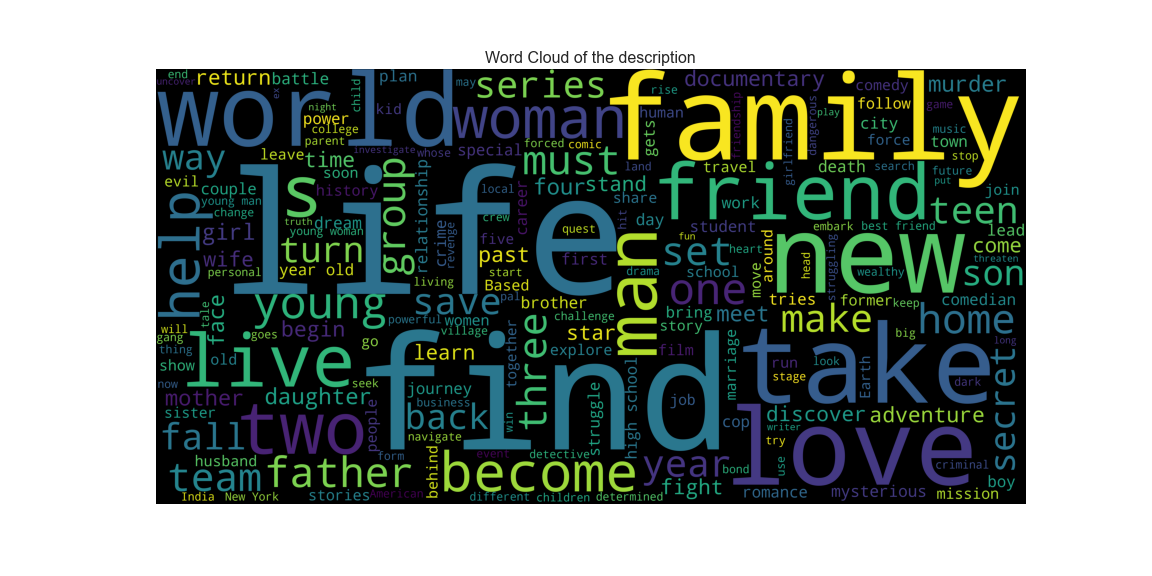 Word Cloud of the description
end
return
battle
plan
series
documentary
comedy
murder
uncover
ex
child
may
rise
family
world
night
power
college
parent
kid
woman
human
gets
friendship
dangerous
play
follow
game
city
force
music
town
stop
way
leave
time
soon
investigate
whose
special
forced
comic
must
land
travel
girlfriend
death
search
future
put
evil
couple
young man
change
history
s
life
group
relationship
local
four
stand
share
friend
work
teen
join
help
girl
truth
dream
young woman
crime
revenge
crew
career
quest
hit
day
student
fun
heart
embark
best friend
lead
wife
personal
turn
year old
past
five
first
man
set
new
come
threaten
living
start
Based
drama
school
move
around
head
struggling
wealthy
son
tale
face
young
save
pal
brother
one
tries
former
keep
comedian
will
gang
goes
begin
powerful
women
village
challenge
star
bring
meet
story
make
big
home
long
thing
show
old
live
go
learn
together
three
explore
film
marriage
run
look
Earth
take
dark
secret
now
mother
daughter
seek
find
journey
business
stage
sister
two
people
back
win
struggle
high school
job
cop
discover
adventure
fall
navigate
writer
try
love
husband
form
behind
event
detective
year
bond
use
criminal
team
father
become
fight
boy
India
New York
stories
American
different
children
determined
romance
mysterious
mission